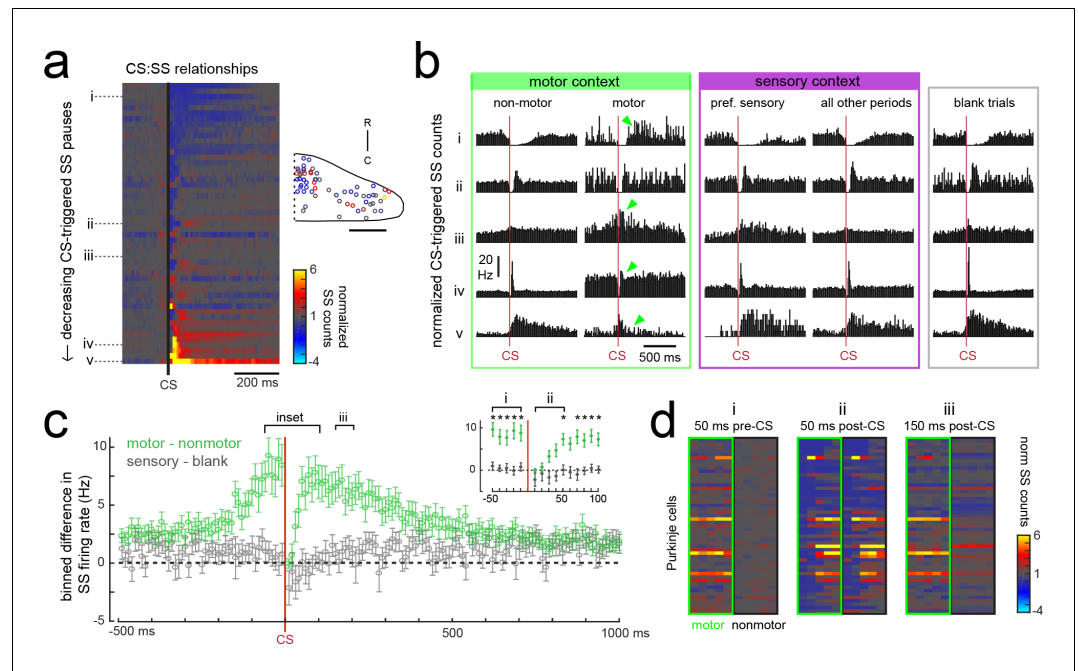 a
CS:SS relationships
decreasing CS-triggered SS pauses
i
ii
iii
iv
v
CS
200 ms
R
C
6
1
-4
normalized
SS counts
b
motor context
sensory context
non-motor
motor
pref. sensory
all other periods
blank trials
normalized CS-triggered SS counts
i
ii
iii
iv
v
20
Hz
CS
CS
CS
CS
CS
500 ms
c
motor - nonmotor
sensory - blank
binned difference in
SS firing rate (Hz)
10
5
0
-5
-500 ms
CS
500
1000 ms
inset
iii
i
ii
* * * * *
* * * * *
10
0
-50
0
50
100
d
i
ii
iii
50 ms pre-CS
50 ms post-CS
150 ms post-CS
Purkinje cells
motor
nonmotor
norm SS counts
6
1
-4